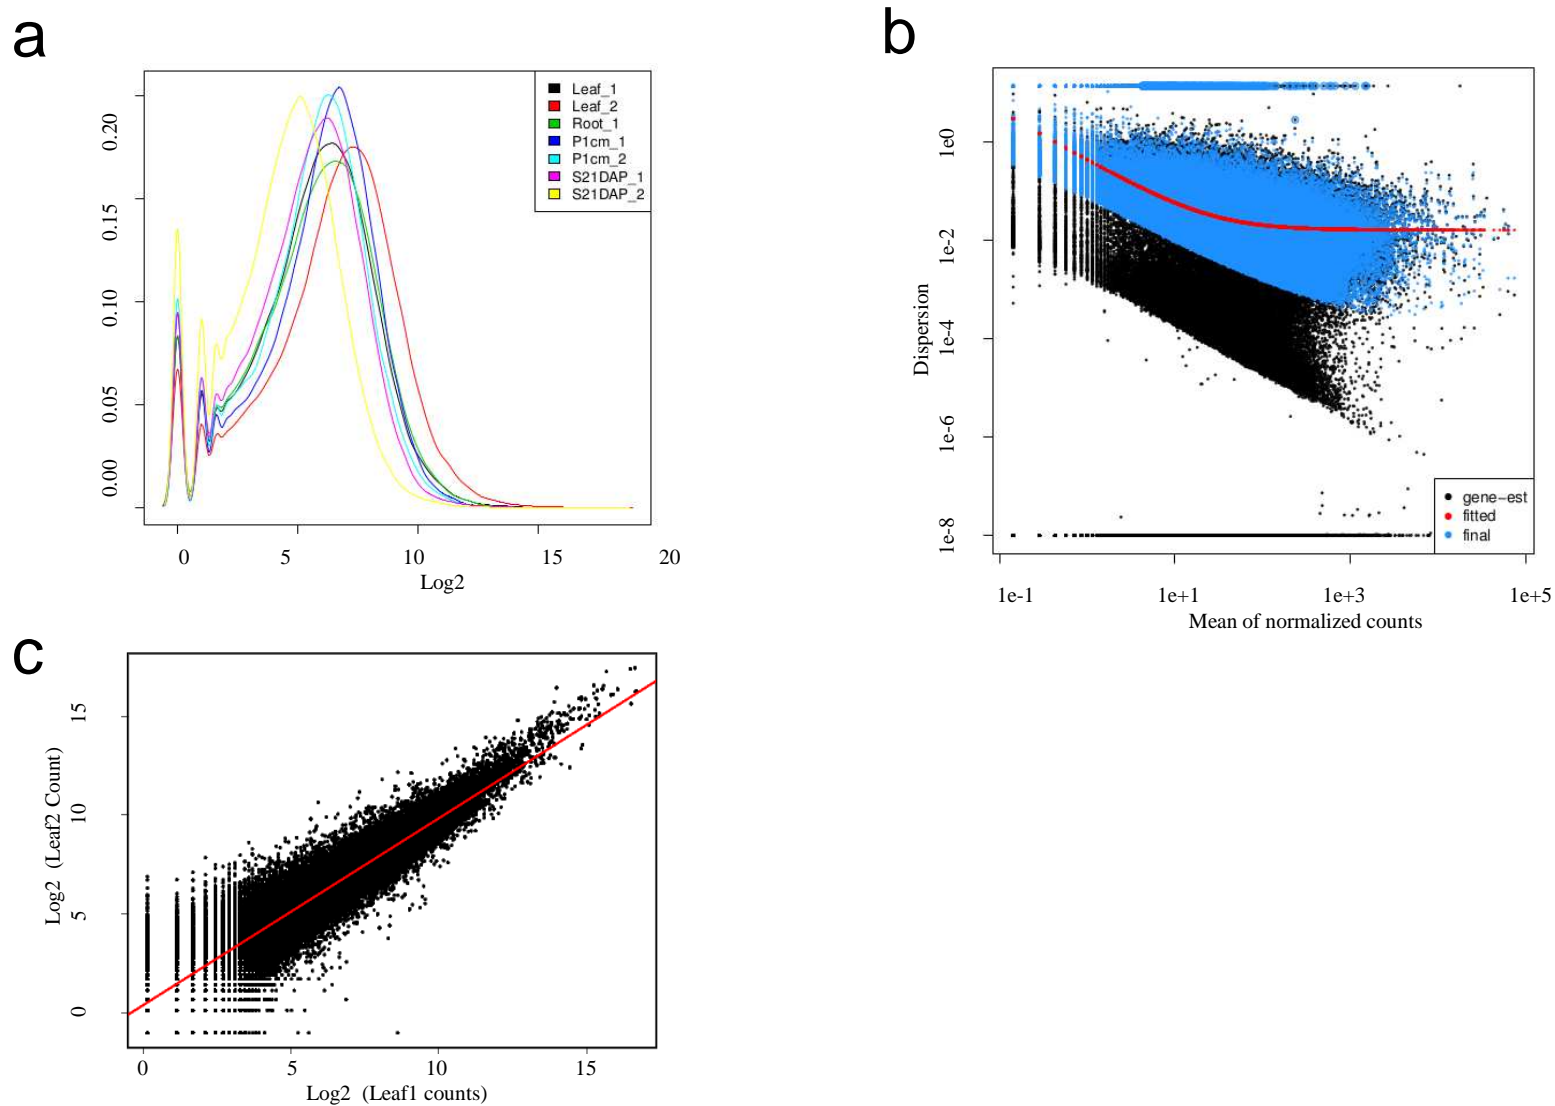 a
0.20
0.15
0.10
0.05
0.00
Leaf_1
Leaf_2
Root_1
P1cm_1
P1cm_2
S21DAP_1
S21DAP_2
0 5 10 15 20
Log2
b
Dispersion
1e0
1e-2
1e-4
1e-6
1e-8
gene-est
fitted
final
1e-1 1e+1 1e+3 1e+5
Mean of normalized counts
c
Log2 (Leaf2 Count)
15
10
5
0
0 5 10 15
Log2 (Leaf1 counts)